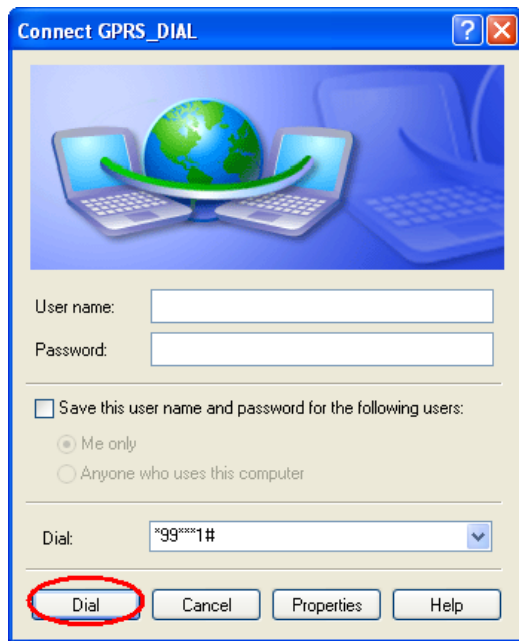 Connect GPRS_DIAL
User name:
Password:
Save this user name and password for the following users:
Me only
Anyone who uses this computer
Dial: *99***1#
Dial Cancel Properties Help